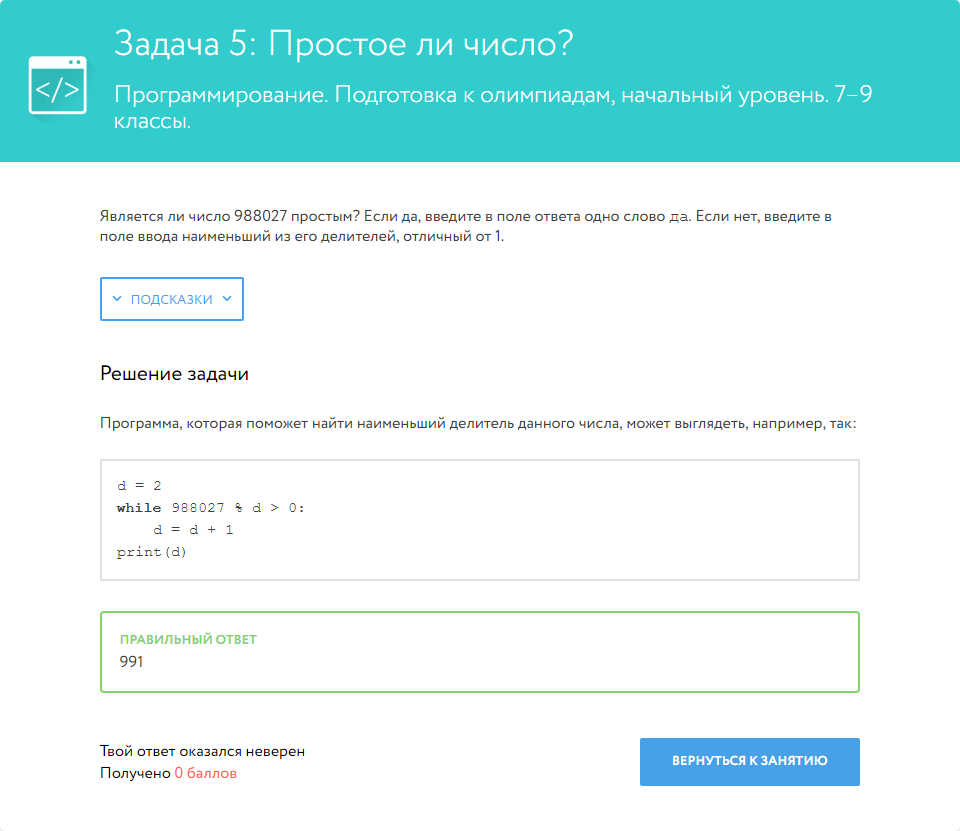 Задача 5: Простое ли число?
</>
Программирование. Подготовка к олимпиадам, начальный уровень. 7–9
классы.
Является ли число 988027 простым? Если да, введите в поле ответа одно слово да. Если нет, введите в
поле ввода наименьший из его делителей, отличный от 1.
ПОДСКАЗКИ
Решение задачи
Программа, которая поможет найти наименьший делитель данного числа, может выглядеть, например, так:
d = 2
while 988027 % d > 0:
    d = d + 1
print(d)
ПРАВИЛЬНЫЙ ОТВЕТ
991
Твой ответ оказался неверен
Получено 0 баллов
ВЕРНУТЬСЯ К ЗАНЯТИЮ